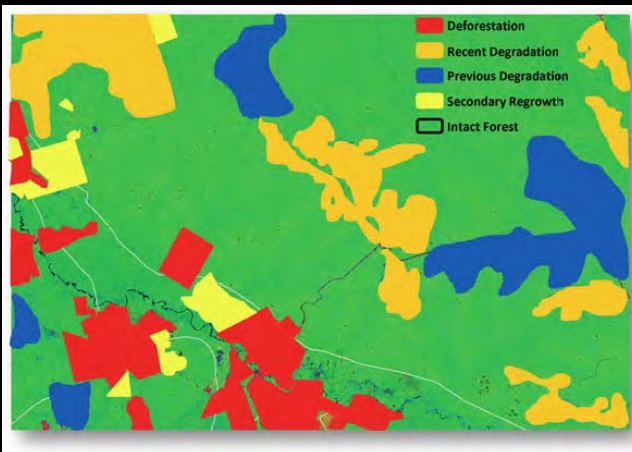 Deforestation
Recent Degradation
Previous Degradation
Secondary Regrowth
Intact Forest